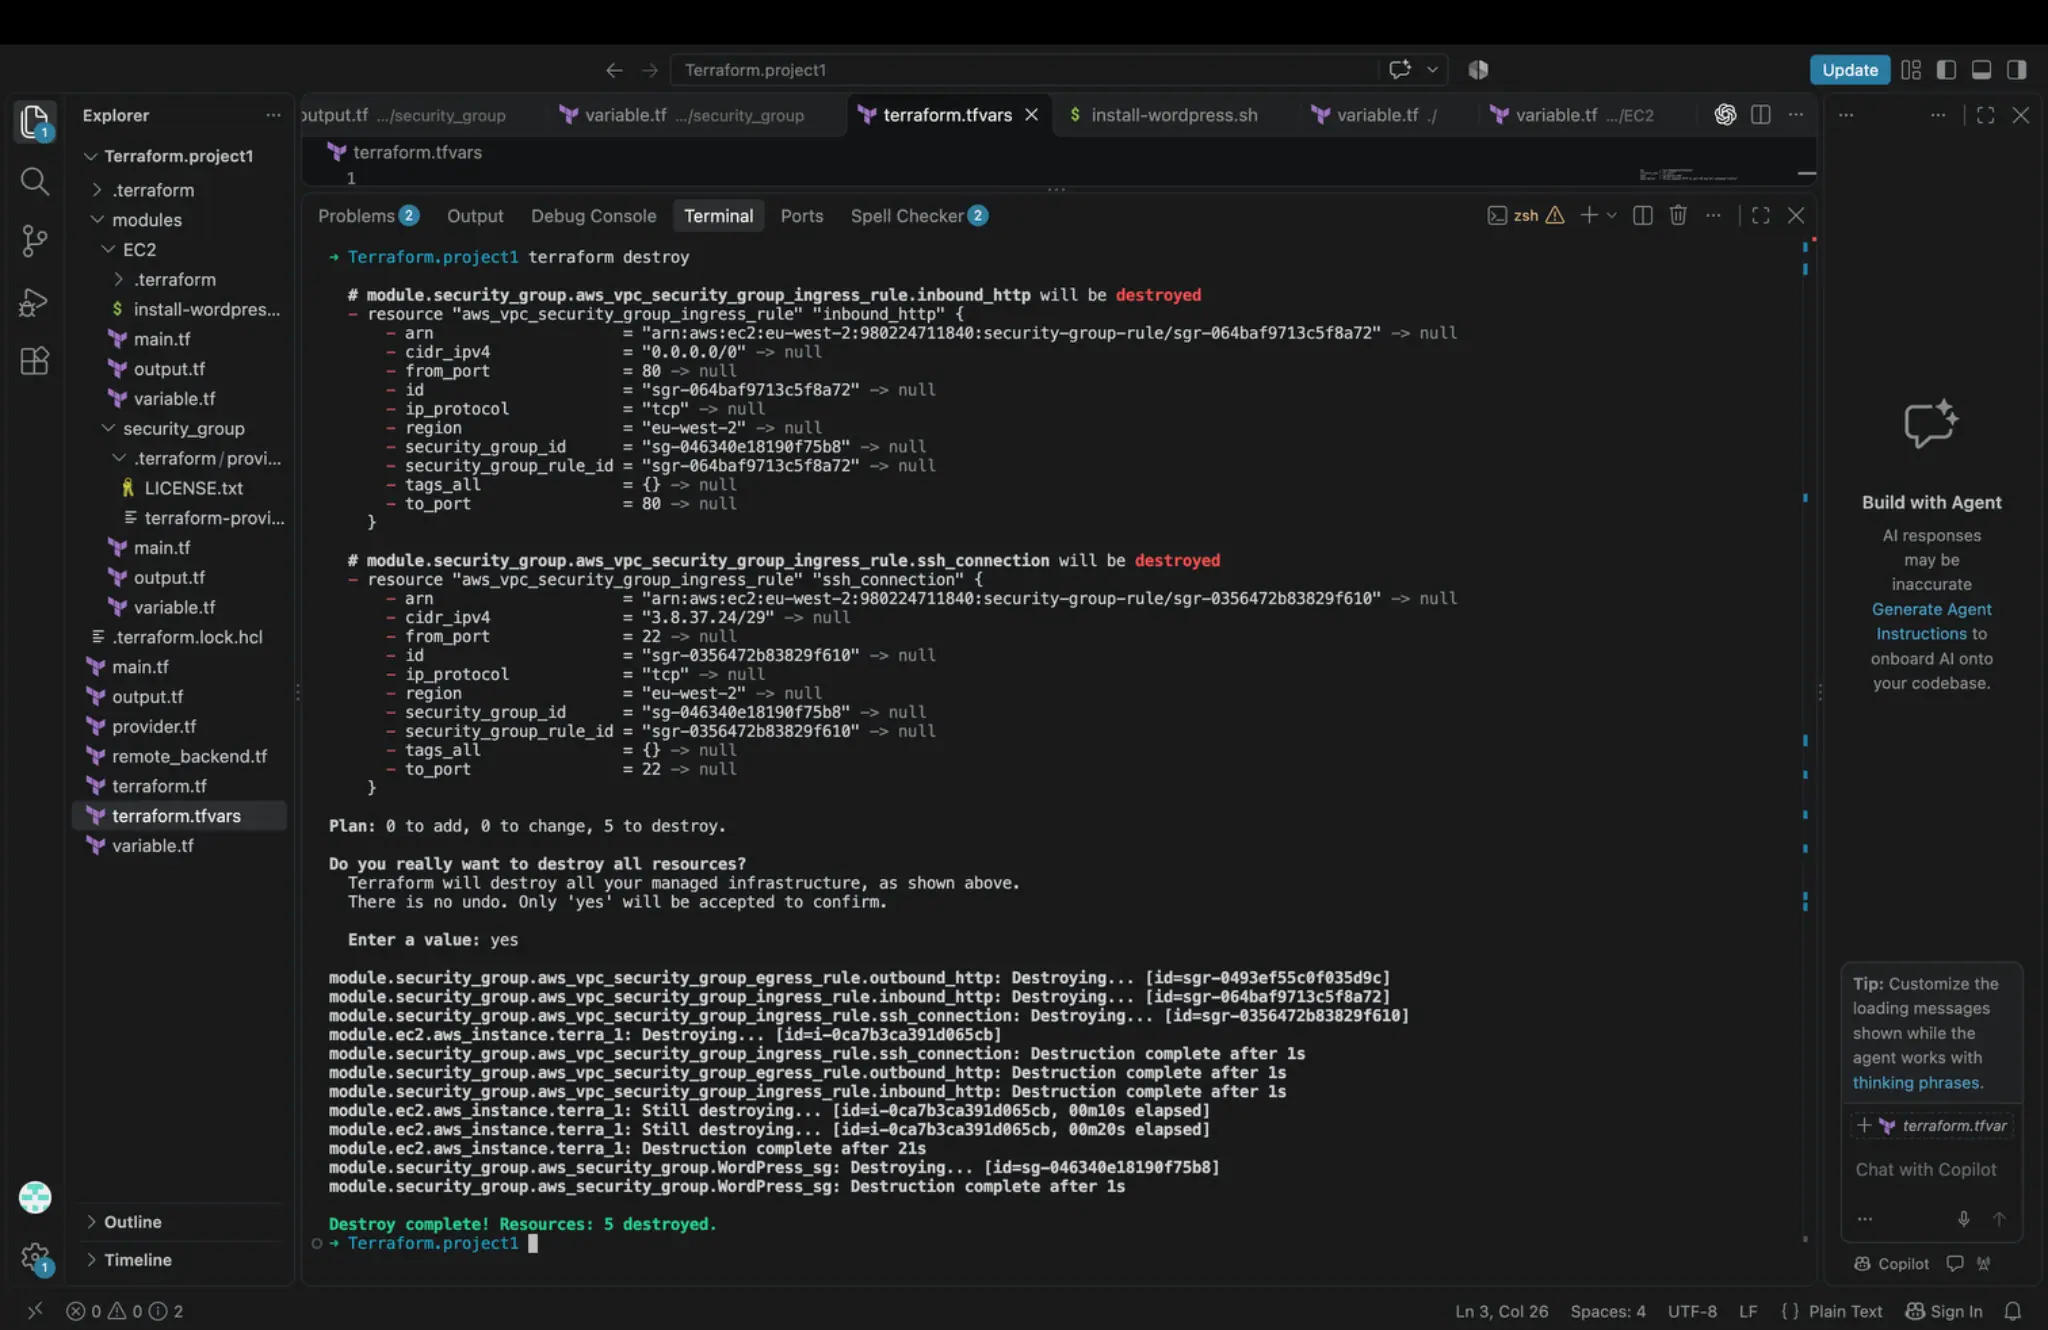 Terraform.project1
Update
Explorer
Terraform.project1
.terraform
modules
EC2
.terraform
$ install-wordpres...
main.tf
output.tf
variable.tf
security_group
.terraform/provi...
LICENSE.txt
terraform-provi...
main.tf
output.tf
variable.tf
.terraform.lock.hcl
main.tf
output.tf
provider.tf
remote_backend.tf
terraform.tf
terraform.tfvars
variable.tf
Outline
Timeline
1
1
output.tf .../security_group
variable.tf .../security_group
terraform.tfvars
$ install-wordpress.sh
variable.tf ./
variable.tf .../EC2
terraform.tfvars
1
Problems 2 Output Debug Console Terminal Ports Spell Checker 2
zsh
→ Terraform.project1 terraform destroy
# module.security_group.aws_vpc_security_group_ingress_rule.inbound_http will be destroyed
- resource "aws_vpc_security_group_ingress_rule" "inbound_http" {
- arn = "arn:aws:ec2:eu-west-2:980224711840:security-group-rule/sgr-064baf9713c5f8a72" -> null
- cidr_ipv4 = "0.0.0.0/0" -> null
- from_port = 80 -> null
- id = "sgr-064baf9713c5f8a72" -> null
- ip_protocol = "tcp" -> null
- region = "eu-west-2" -> null
- security_group_id = "sg-046340e18190f75b8" -> null
- security_group_rule_id = "sgr-064baf9713c5f8a72" -> null
- tags_all = {} -> null
- to_port = 80 -> null
}
# module.security_group.aws_vpc_security_group_ingress_rule.ssh_connection will be destroyed
- resource "aws_vpc_security_group_ingress_rule" "ssh_connection" {
- arn = "arn:aws:ec2:eu-west-2:980224711840:security-group-rule/sgr-0356472b83829f610" -> null
- cidr_ipv4 = "3.8.37.24/29" -> null
- from_port = 22 -> null
- id = "sgr-0356472b83829f610" -> null
- ip_protocol = "tcp" -> null
- region = "eu-west-2" -> null
- security_group_id = "sg-046340e18190f75b8" -> null
- security_group_rule_id = "sgr-0356472b83829f610" -> null
- tags_all = {} -> null
- to_port = 22 -> null
}
Plan: 0 to add, 0 to change, 5 to destroy.
Do you really want to destroy all resources?
Terraform will destroy all your managed infrastructure, as shown above.
There is no undo. Only 'yes' will be accepted to confirm.
Enter a value: yes
module.security_group.aws_vpc_security_group_egress_rule.outbound_http: Destroying... [id=sgr-0493ef55c0f035d9c]
module.security_group.aws_vpc_security_group_ingress_rule.inbound_http: Destroying... [id=sgr-064baf9713c5f8a72]
module.security_group.aws_vpc_security_group_ingress_rule.ssh_connection: Destroying... [id=sgr-0356472b83829f610]
module.ec2.aws_instance.terra_1: Destroying... [id=i-0ca7b3ca391d065cb]
module.security_group.aws_vpc_security_group_ingress_rule.ssh_connection: Destruction complete after 1s
module.security_group.aws_vpc_security_group_egress_rule.outbound_http: Destruction complete after 1s
module.security_group.aws_vpc_security_group_ingress_rule.inbound_http: Destruction complete after 1s
module.ec2.aws_instance.terra_1: Still destroying... [id=i-0ca7b3ca391d065cb, 00m10s elapsed]
module.ec2.aws_instance.terra_1: Still destroying... [id=i-0ca7b3ca391d065cb, 00m20s elapsed]
module.ec2.aws_instance.terra_1: Destruction complete after 21s
module.security_group.aws_security_group.WordPress_sg: Destroying... [id=sg-046340e18190f75b8]
module.security_group.aws_security_group.WordPress_sg: Destruction complete after 1s
Destroy complete! Resources: 5 destroyed.
→ Terraform.project1
Build with Agent
AI responses
may be
inaccurate
Generate Agent
Instructions to
onboard AI onto
your codebase.
Tip: Customize the
loading messages
shown while the
agent works with
thinking phrases.
terraform.tfvar
Chat with Copilot
Copilot
0 0 2
Ln 3, Col 26 Spaces: 4 UTF-8 LF { } Plain Text Sign In